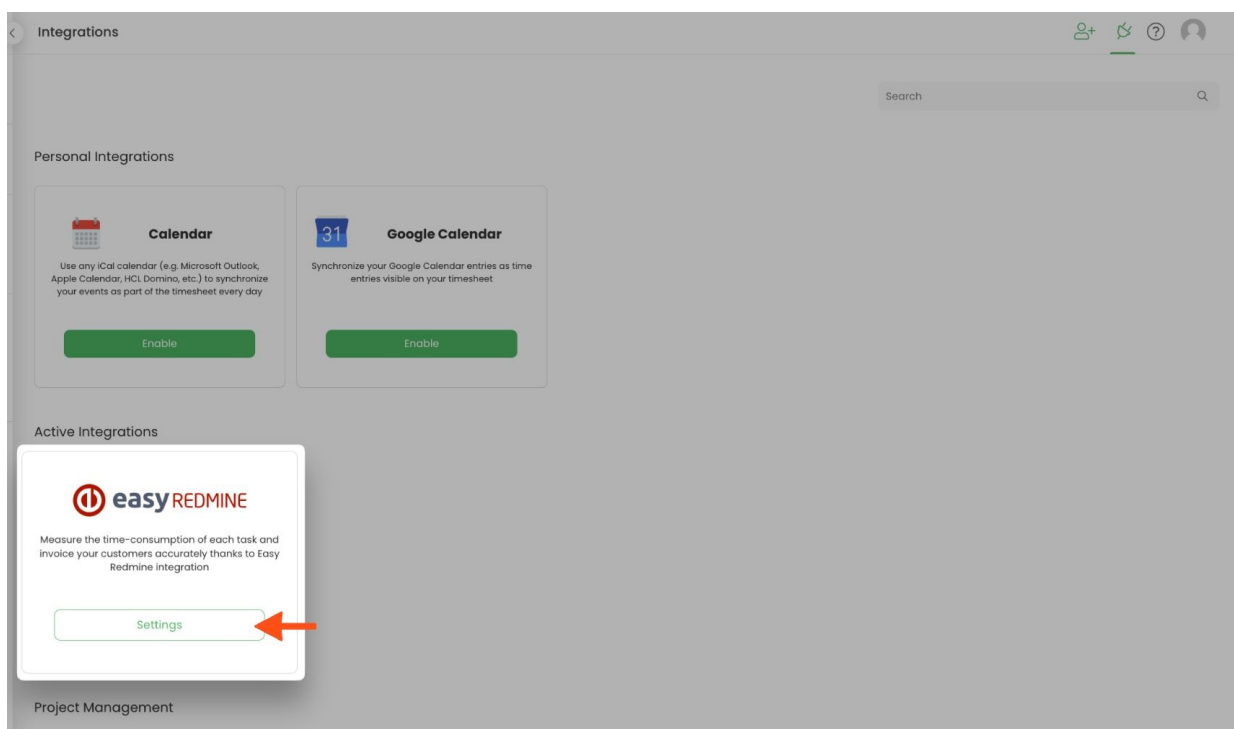 Integrations
Search
Personal Integrations
Calendar
Use any iCal calendar (e.g. Microsoft Outlook,
Apple Calendar, HCL Domino, etc.) to synchronize
your events as part of the timesheet every day
Enable
31
Google Calendar
Synchronize your Google Calendar entries as time
entries visible on your timesheet
Enable
Active Integrations
easy REDMINE
Measure the time-consumption of each task and
invoice your customers accurately thanks to Easy
Redmine integration
Settings
Project Management